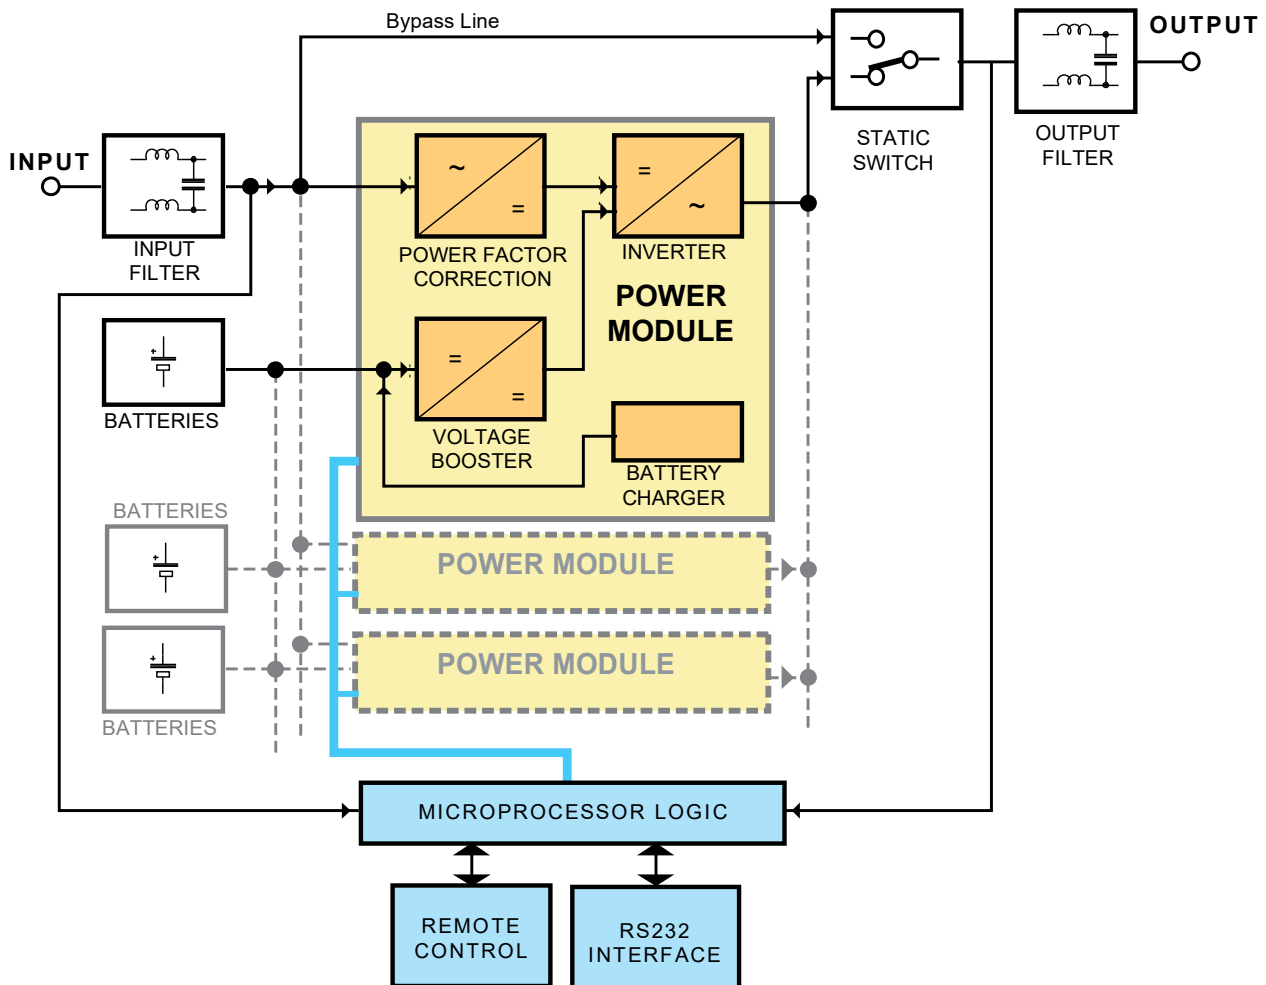 Bypass Line
OUTPUT
STATIC
SWITCH
OUTPUT
FILTER
INPUT
INPUT
FILTER
~
=
POWER FACTOR
CORRECTION
=
~
INVERTER
POWER
MODULE
+
BATTERIES
=
=
VOLTAGE
BOOSTER
BATTERY
CHARGER
BATTERIES
+
POWER MODULE
+
BATTERIES
POWER MODULE
MICROPROCESSOR LOGIC
REMOTE
CONTROL
RS232
INTERFACE